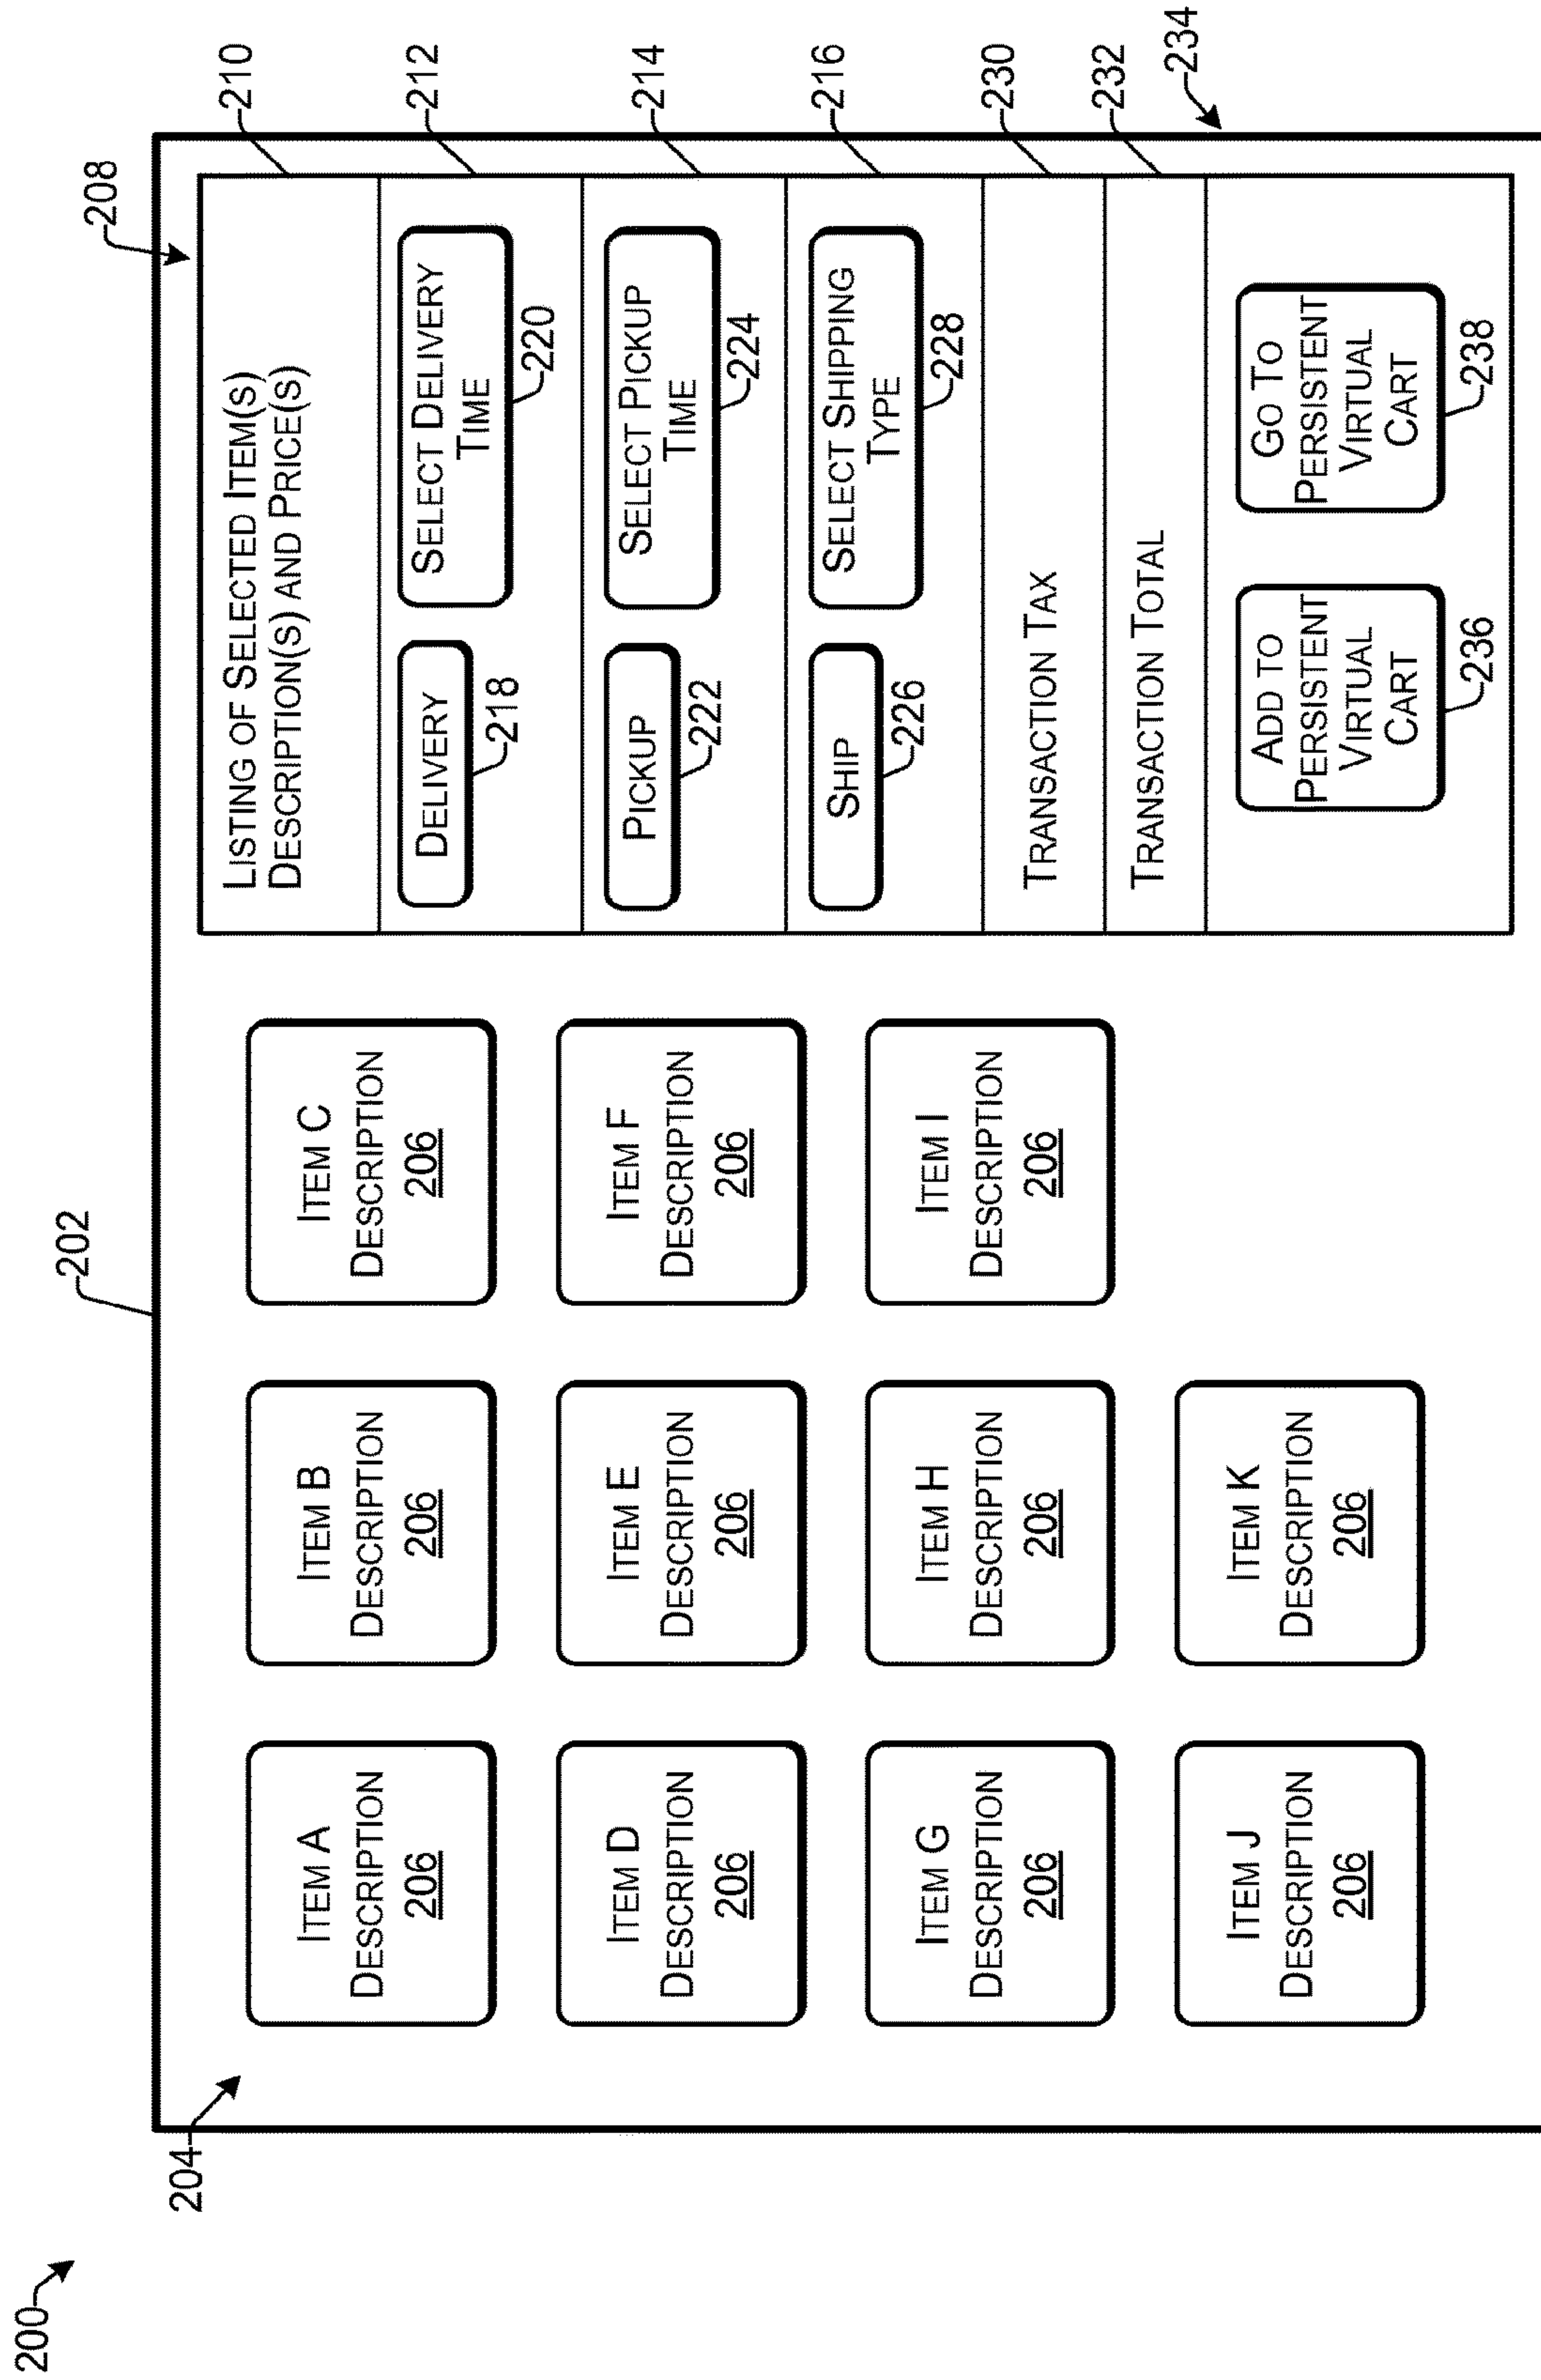 200
202
204
208
ITEM A
DESCRIPTION
206
ITEM B
DESCRIPTION
206
ITEM C
DESCRIPTION
206
ITEM D
DESCRIPTION
206
ITEM E
DESCRIPTION
206
ITEM F
DESCRIPTION
206
ITEM G
DESCRIPTION
206
ITEM H
DESCRIPTION
206
ITEM I
DESCRIPTION
206
ITEM J
DESCRIPTION
206
ITEM K
DESCRIPTION
206
LISTING OF SELECTED ITEM(S)
DESCRIPTION(S) AND PRICE(S)
210
DELIVERY
218
SELECT DELIVERY
TIME
220
212
PICKUP
222
SELECT PICKUP
TIME
224
214
SHIP
226
SELECT SHIPPING
TYPE
228
216
TRANSACTION TAX
230
TRANSACTION TOTAL
232
234
ADD TO
PERSISTENT
VIRTUAL
CART
236
GO TO
PERSISTENT
VIRTUAL
CART
238